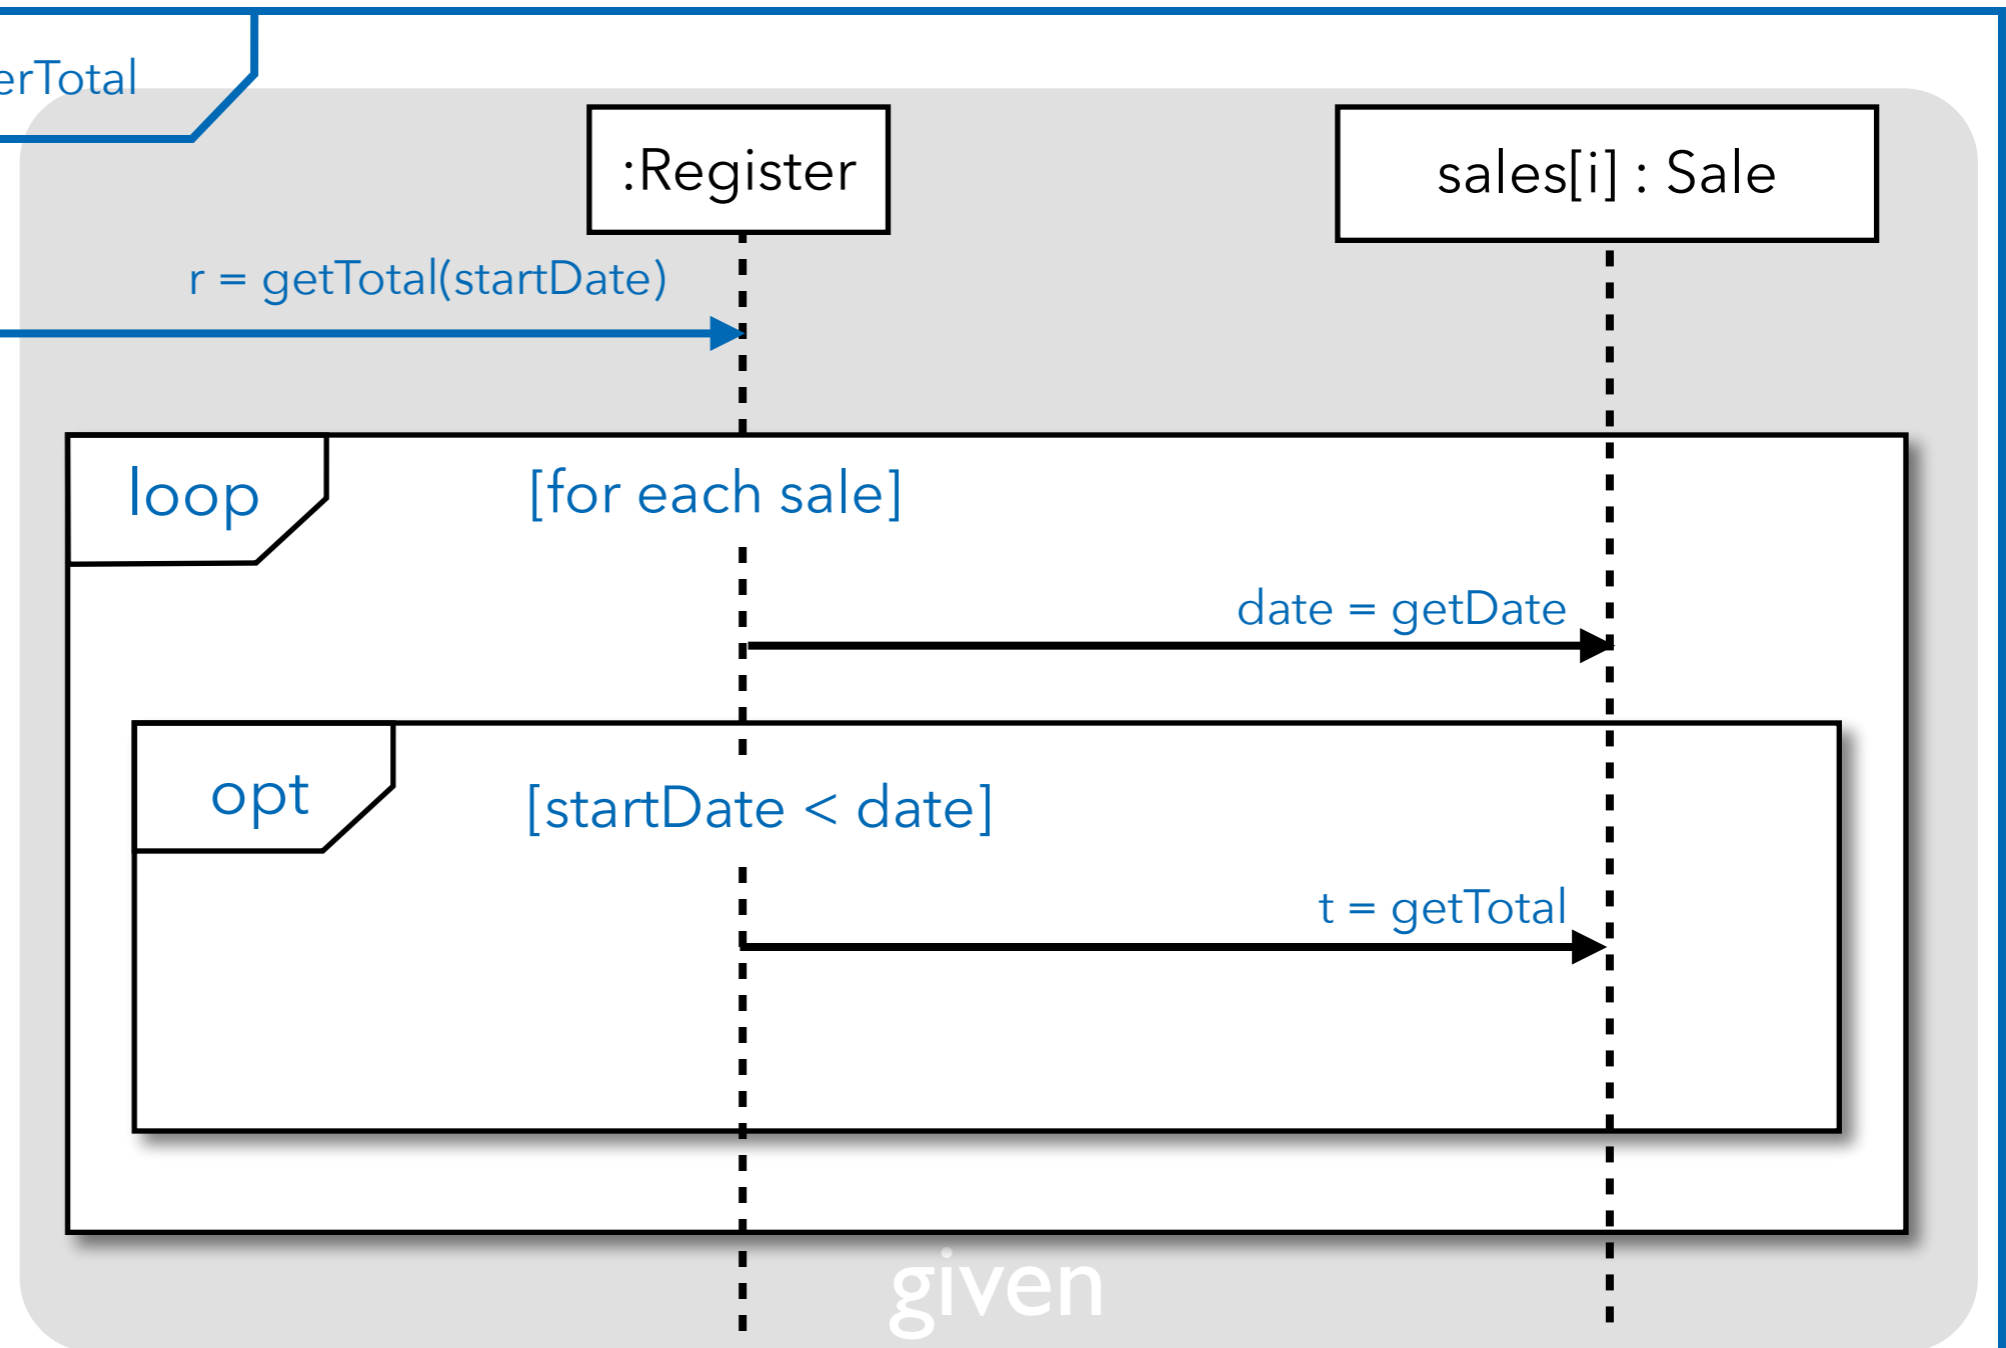 erTotal
:Register
sales[i] : Sale
r = getTotal(startDate)
loop
[for each sale]
date = getDate
opt
[startDate < date]
t = getTotal
given